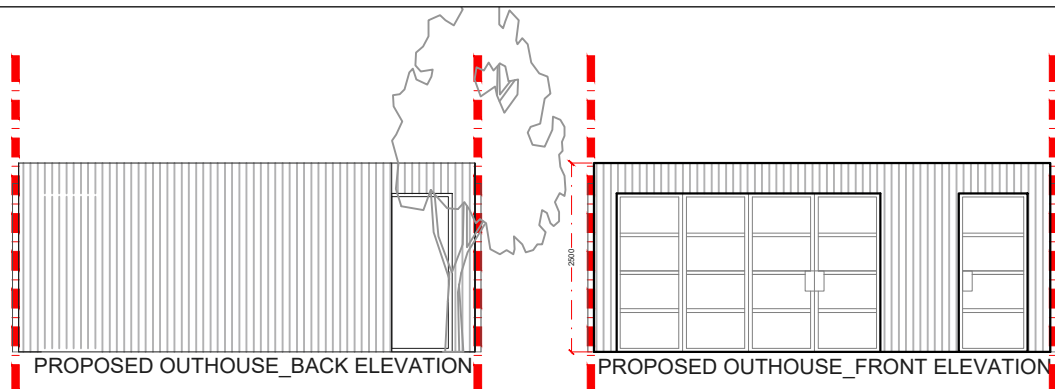 2500
PROPOSED OUTHOUSE_BACK ELEVATION
PROPOSED OUTHOUSE_FRONT ELEVATION